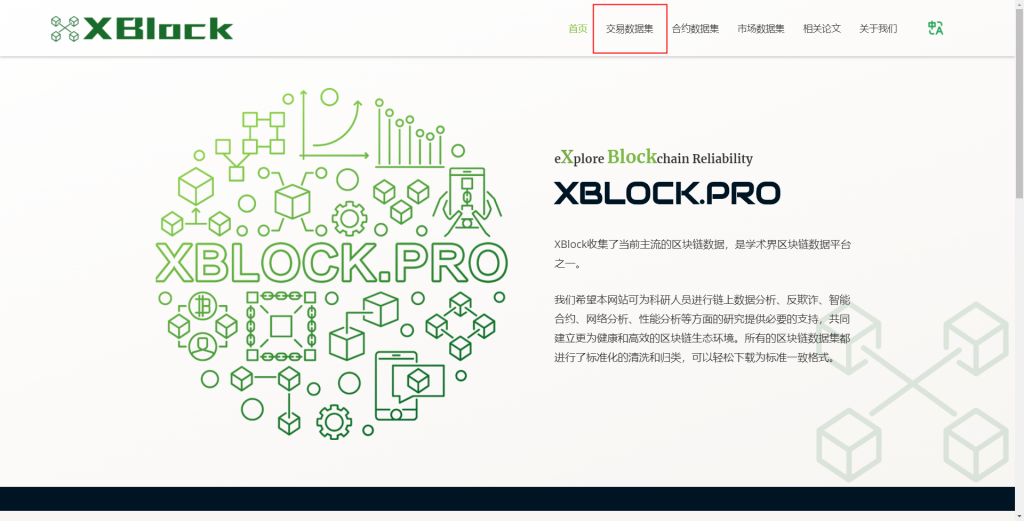 XBlock
首页 交易数据集 合约数据集 市场数据集 相关论文 关于我们 中A
XBLOCK.PRO
eXplore Blockchain Reliability
XBLOCK.PRO
XBlock收集了当前主流的区块链数据，是学术界区块链数据平台
之一。
我们希望本网站可为科研人员进行链上数据分析、反欺诈、智能
合约、网络分析、性能分析等方面的研究提供必要的支持，共同
建立更为健康和高效的区块链生态环境。所有的区块链数据集都
进行了标准化的清洗和归类，可以轻松下载为标准一致格式。